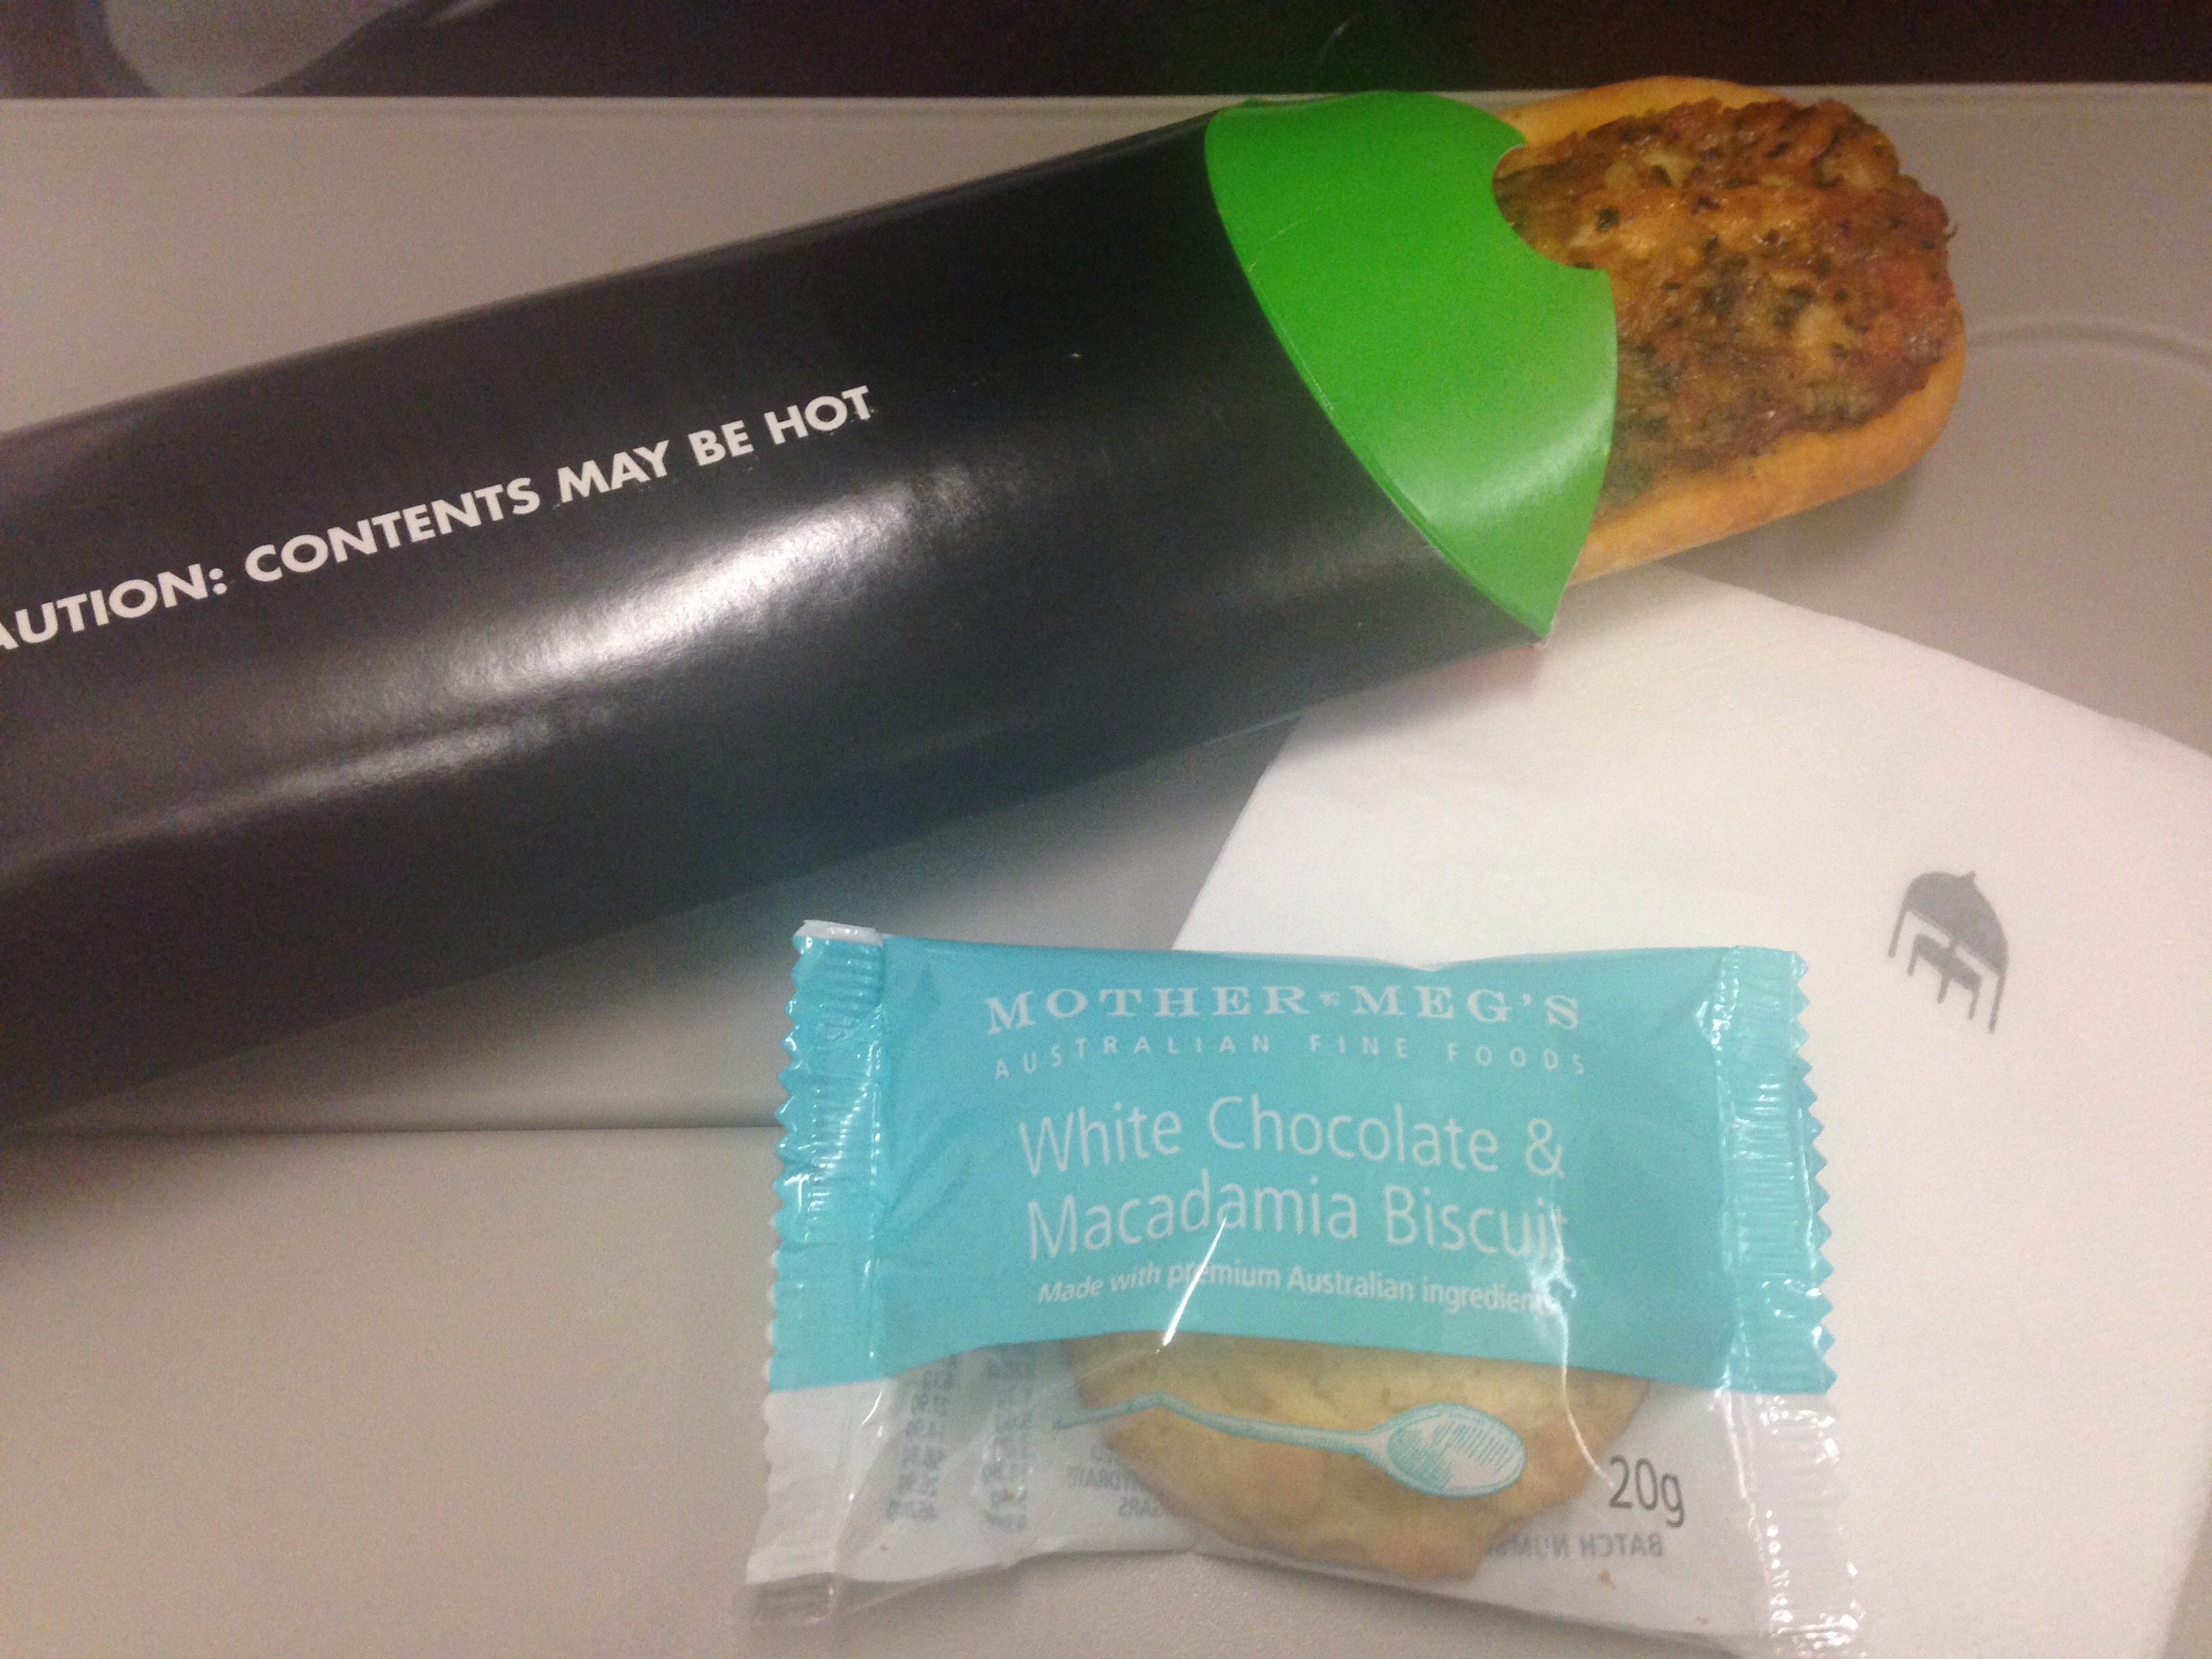 AUTION: CONTENTS MAY BE HOT
MOTHER MEG'S
AUSTRALIAN FINE FOODS
White Chocolate &
Macadamia Biscuit
Made with premium Australian ingredients
20g
BATCH NUMB